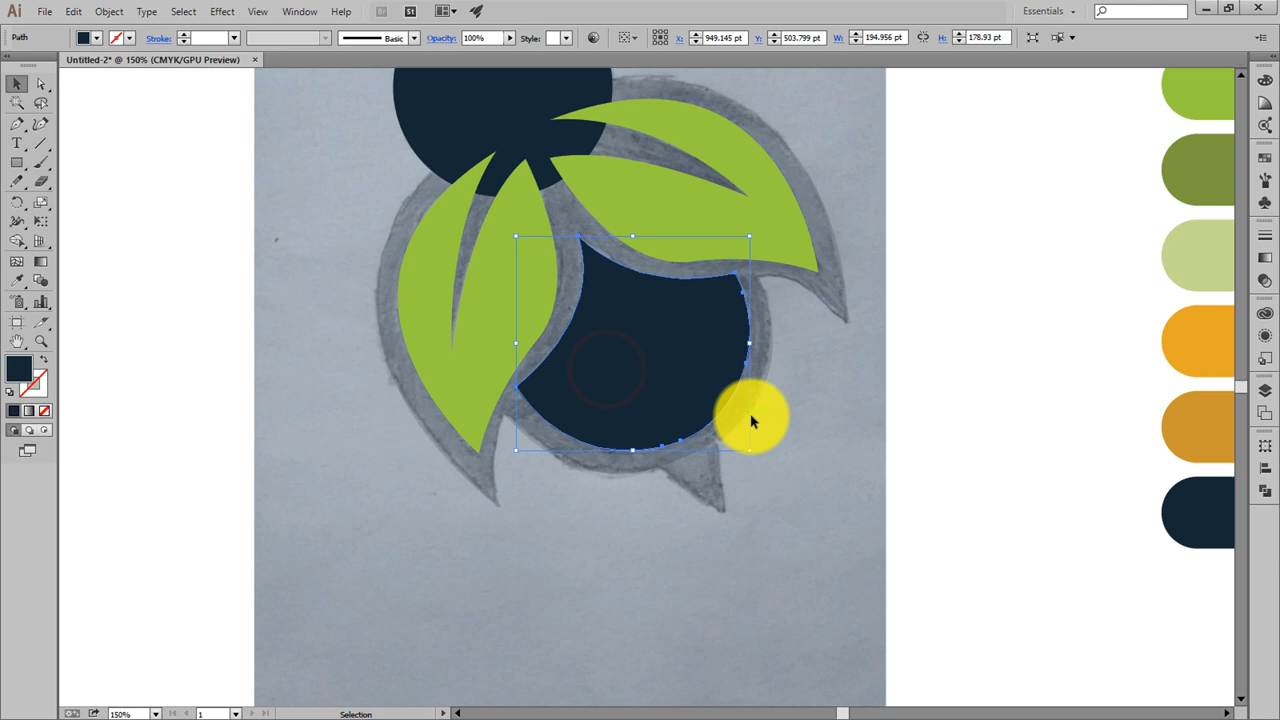 Ai File Edit Object Type Select Effect View Window Help Br St Essentials
Path Stroke: Basic Opacity: 100% Style: X: 949.145 pt Y: 503.799 pt W: 194.956 pt H: 178.93 pt
Untitled-2* @ 150% (CMYK/GPU Preview) ×
150% 1 Selection